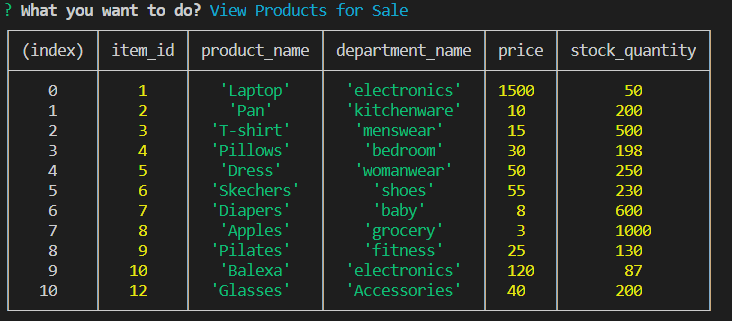 ? What you want to do? View Products for Sale
(index) item_id product_name department_name price stock_quantity
0 1 'Laptop' 'electronics' 1500 50
1 2 'Pan' 'kitchenware' 10 200
2 3 'T-shirt' 'menswear' 15 500
3 4 'Pillows' 'bedroom' 30 198
4 5 'Dress' 'womanwear' 50 250
5 6 'Skechers' 'shoes' 55 230
6 7 'Diapers' 'baby' 8 600
7 8 'Apples' 'grocery' 3 1000
8 9 'Pilates' 'fitness' 25 130
9 10 'Balexa' 'electronics' 120 87
10 12 'Glasses' 'Accessories' 40 200